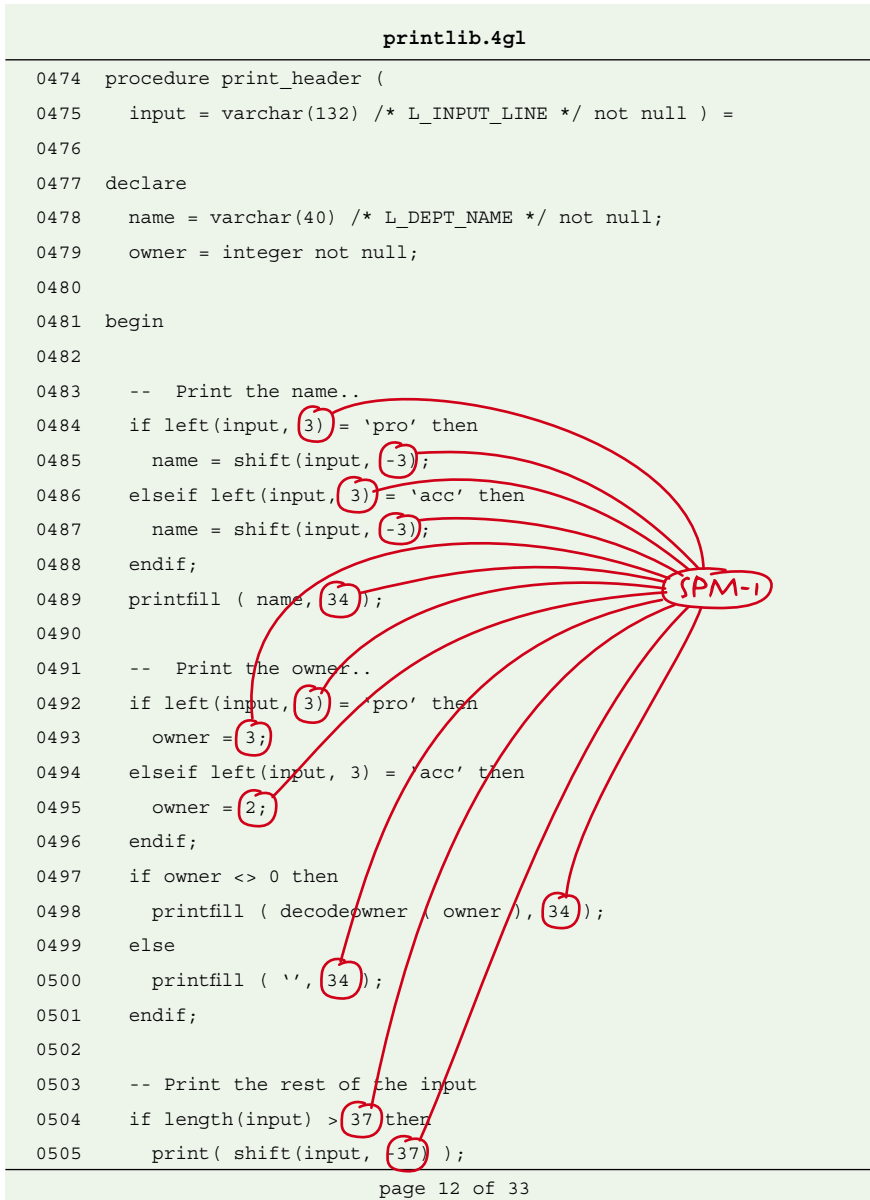 printlib.4gl
0474 procedure print_header (
0475   input = varchar(132) /* L_INPUT_LINE */ not null ) =
0476
0477 declare
0478   name = varchar(40) /* L_DEPT_NAME */ not null;
0479   owner = integer not null;
0480
0481 begin
0482
0483   --  Print the name..
0484   if left(input, 3) = ‘pro’ then
0485     name = shift(input, -3);
0486   elseif left(input, 3) = ‘acc’ then
0487     name = shift(input, -3);
0488   endif;
0489   printfill ( name, 34 );
SPM-1
0490
0491   --  Print the owner..
0492   if left(input, 3) = ‘pro’ then
0493     owner = 3;
0494   elseif left(input, 3) = ‘acc’ then
0495     owner = 2;
0496   endif;
0497   if owner <> 0 then
0498     printfill ( decodeowner ( owner ), 34 );
0499   else
0500     printfill ( ‘’, 34 );
0501   endif;
0502
0503   -- Print the rest of the input
0504   if length(input) > 37 then
0505     print( shift(input, -37) );
page 12 of 33